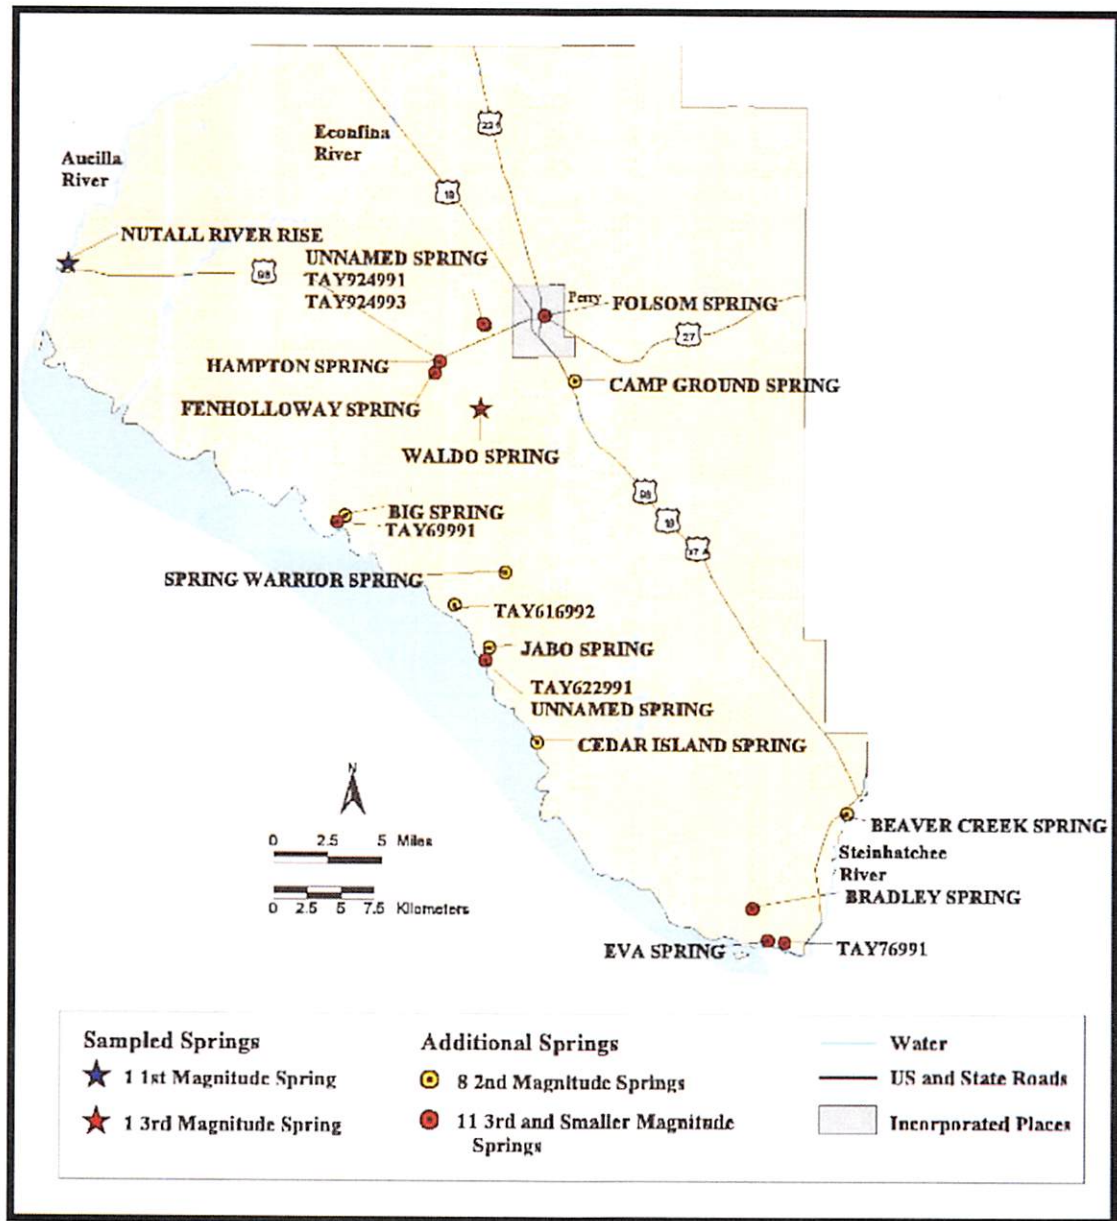 Econfina
River
221
Aucilla
River
19
NUTALL RIVER RISE
UNNAMED SPRING
98
TAY924991
TAY924993
Perry
FOLSOM SPRING
27
HAMPTON SPRING
CAMP GROUND SPRING
FENHOLLOWAY SPRING
WALDO SPRING
98
BIG SPRING
19
TAY69991
SPRING WARRIOR SPRING
TAY616992
JABO SPRING
TAY622991
UNNAMED SPRING
CEDAR ISLAND SPRING
N
0 2.5 5 Miles
BEAVER CREEK SPRING
Steinhatchee
River
BRADLEY SPRING
0 2.5 5 7.5 Kilometers
EVA SPRING
TAY76991
Sampled Springs
1 1st Magnitude Spring
1 3rd Magnitude Spring
Additional Springs
8 2nd Magnitude Springs
11 3rd and Smaller Magnitude
Springs
Water
US and State Roads
Incorporated Places